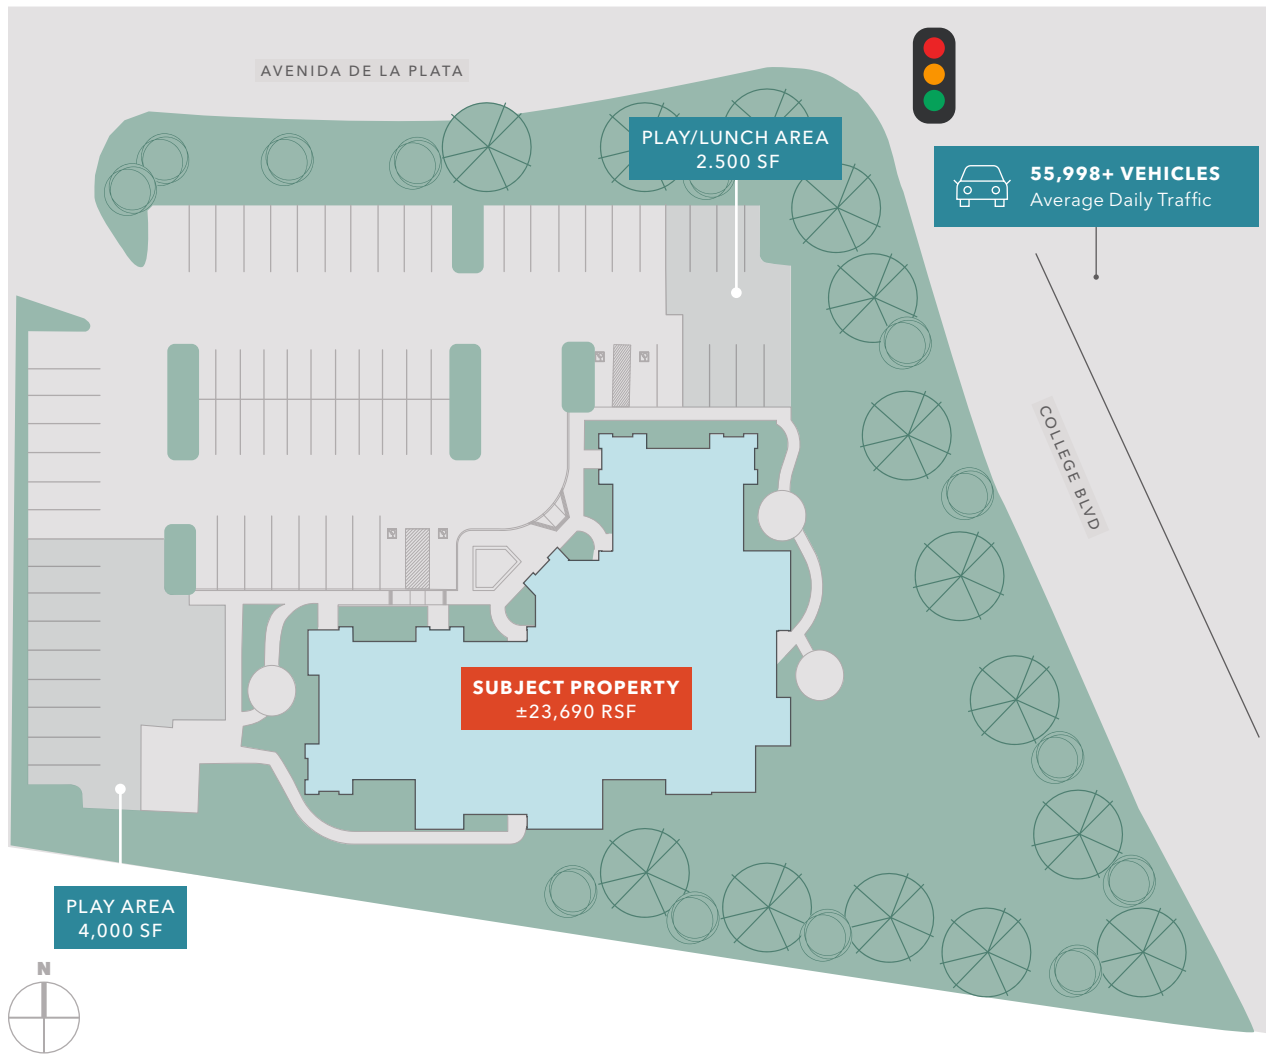 AVENIDA DE LA PLATA
PLAY/LUNCH AREA
2.500 SF
55,998+ VEHICLES
Average Daily Traffic
COLLEGE BLVD
SUBJECT PROPERTY
±23,690 RSF
PLAY AREA
4,000 SF
N